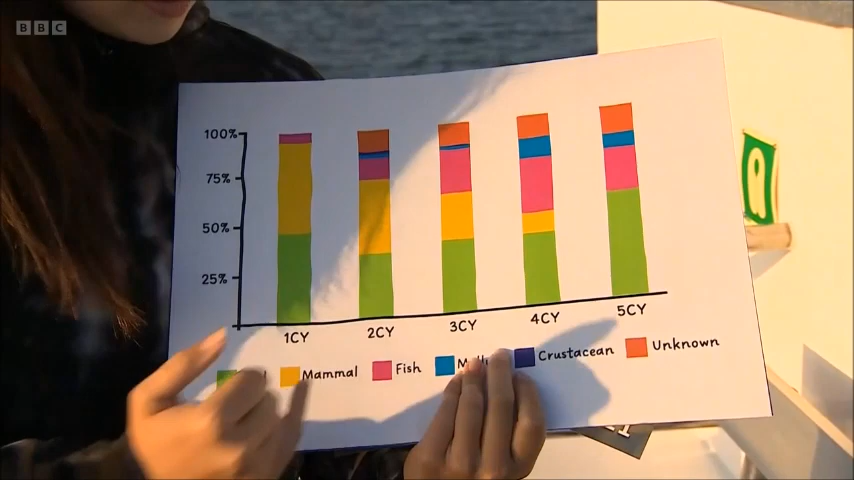 BBC
100%
75%
50%
25%
1CY 2CY 3CY 4CY 5CY
Mammal Fish Crustacean Unknown